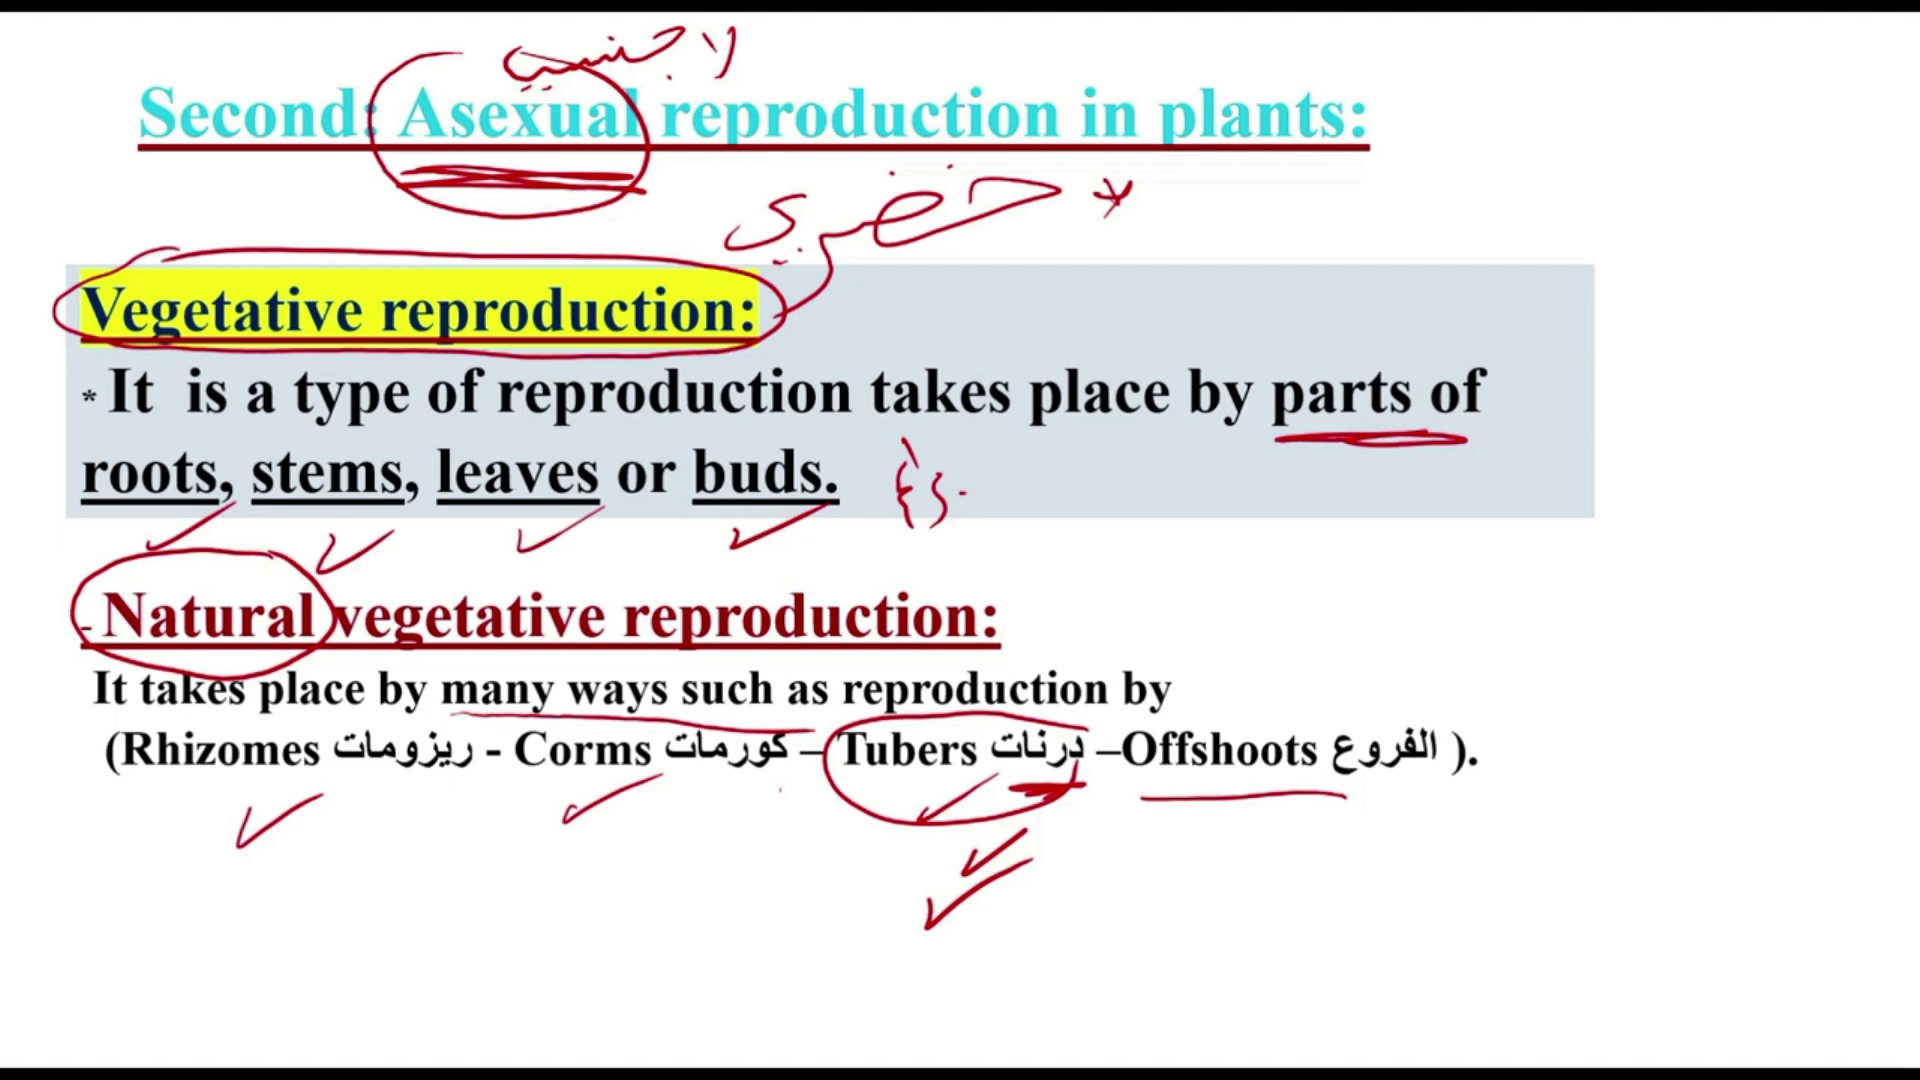 لا جنسي
Second: Asexual reproduction in plants:
* خضري
Vegetative reproduction:
* It is a type of reproduction takes place by parts of
roots, stems, leaves or buds.
- Natural vegetative reproduction:
It takes place by many ways such as reproduction by
(Rhizomes ريزومات - Corms كورمات – Tubers درنات –Offshoots الفروع ).